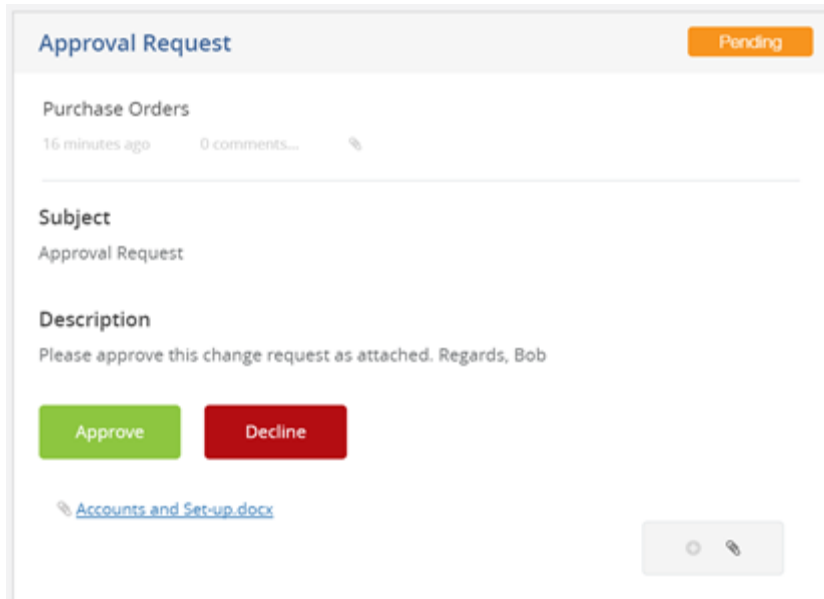 Approval Request
Pending
Purchase Orders
16 minutes ago 0 comments...
Subject
Approval Request
Description
Please approve this change request as attached. Regards, Bob
Approve Decline
Accounts and Set-up.docx